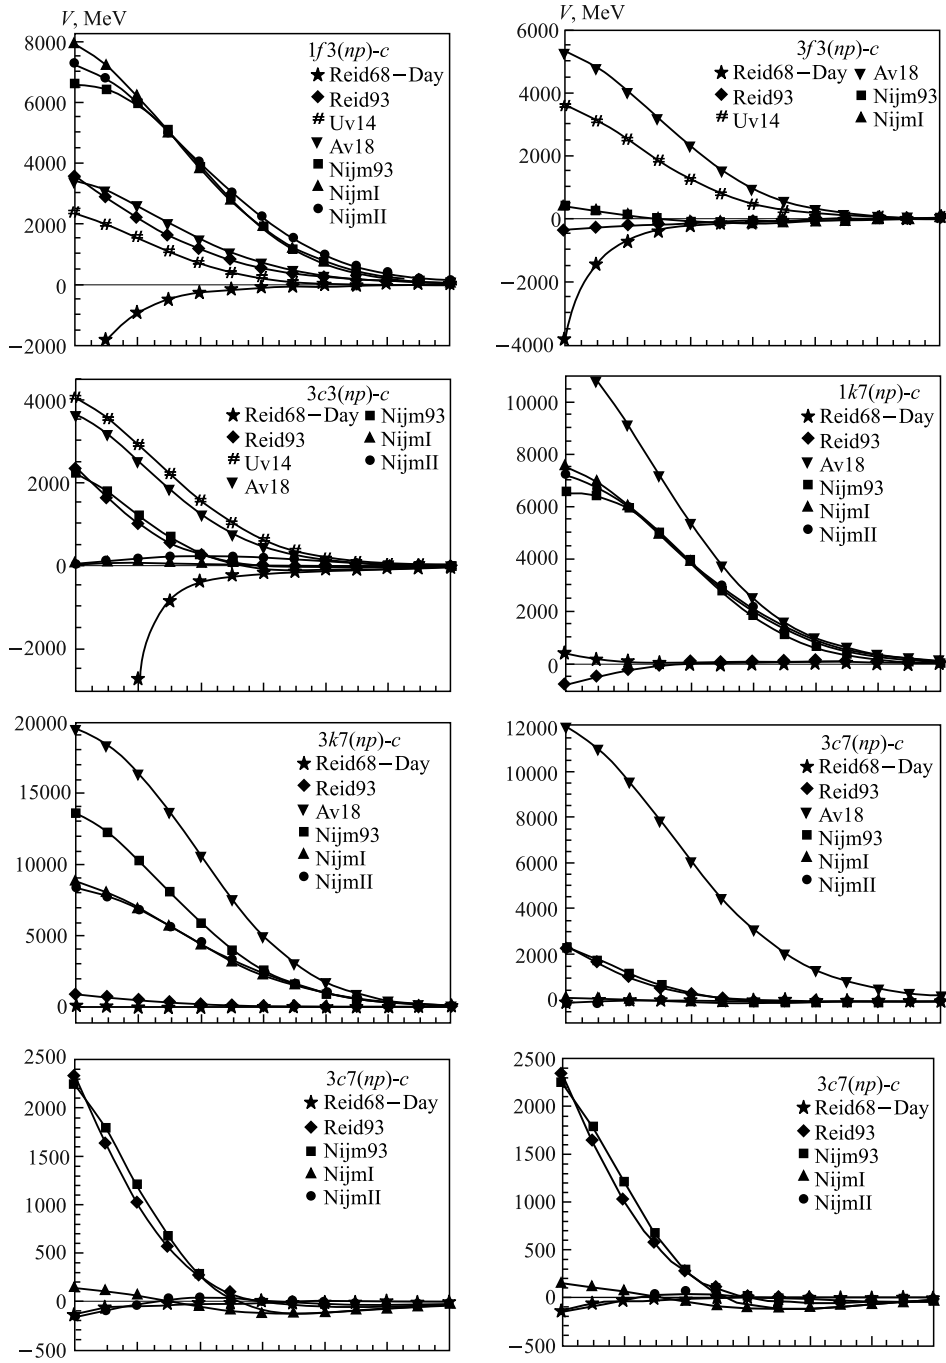 V, MeV
8000
6000
4000
2000
0
−2000
1f3(np)-c
Reid68−Day
Reid93
Uv14
Av18
Nijm93
NijmI
NijmII
V, MeV
6000
4000
2000
0
−2000
−4000
3f3(np)-c
Reid68−Day Av18
Reid93 Nijm93
Uv14 NijmI
4000
2000
0
−2000
3c3(np)-c
Reid68−Day Nijm93
Reid93 NijmI
Uv14 NijmII
Av18
10000
8000
6000
4000
2000
0
1k7(np)-c
Reid68−Day
Reid93
Av18
Nijm93
NijmI
NijmII
20000
15000
10000
5000
0
3k7(np)-c
Reid68−Day
Reid93
Av18
Nijm93
NijmI
NijmII
12000
10000
8000
6000
4000
2000
0
3c7(np)-c
Reid68−Day
Reid93
Av18
Nijm93
NijmI
NijmII
2500
2000
1500
1000
500
0
−500
3c7(np)-c
Reid68−Day
Reid93
Nijm93
NijmI
NijmII
2500
2000
1500
1000
500
0
−500
3c7(np)-c
Reid68−Day
Reid93
Nijm93
NijmI
NijmII